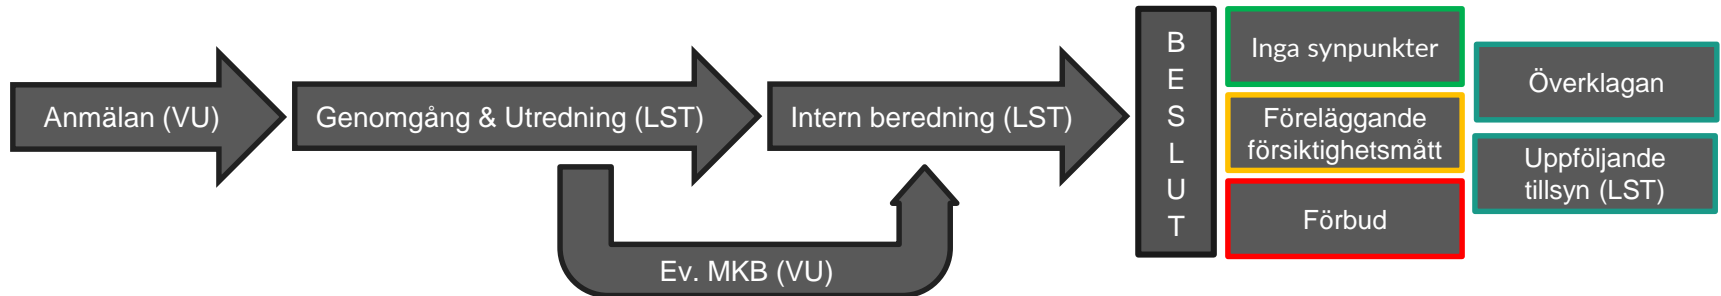 Anmälan (VU)
Genomgång & Utredning (LST)
Intern beredning (LST)
Ev. MKB (VU)
B
E
S
L
U
T
Inga synpunkter
Föreläggande
försiktighetsmått
Förbud
Överklagan
Uppföljande
tillsyn (LST)